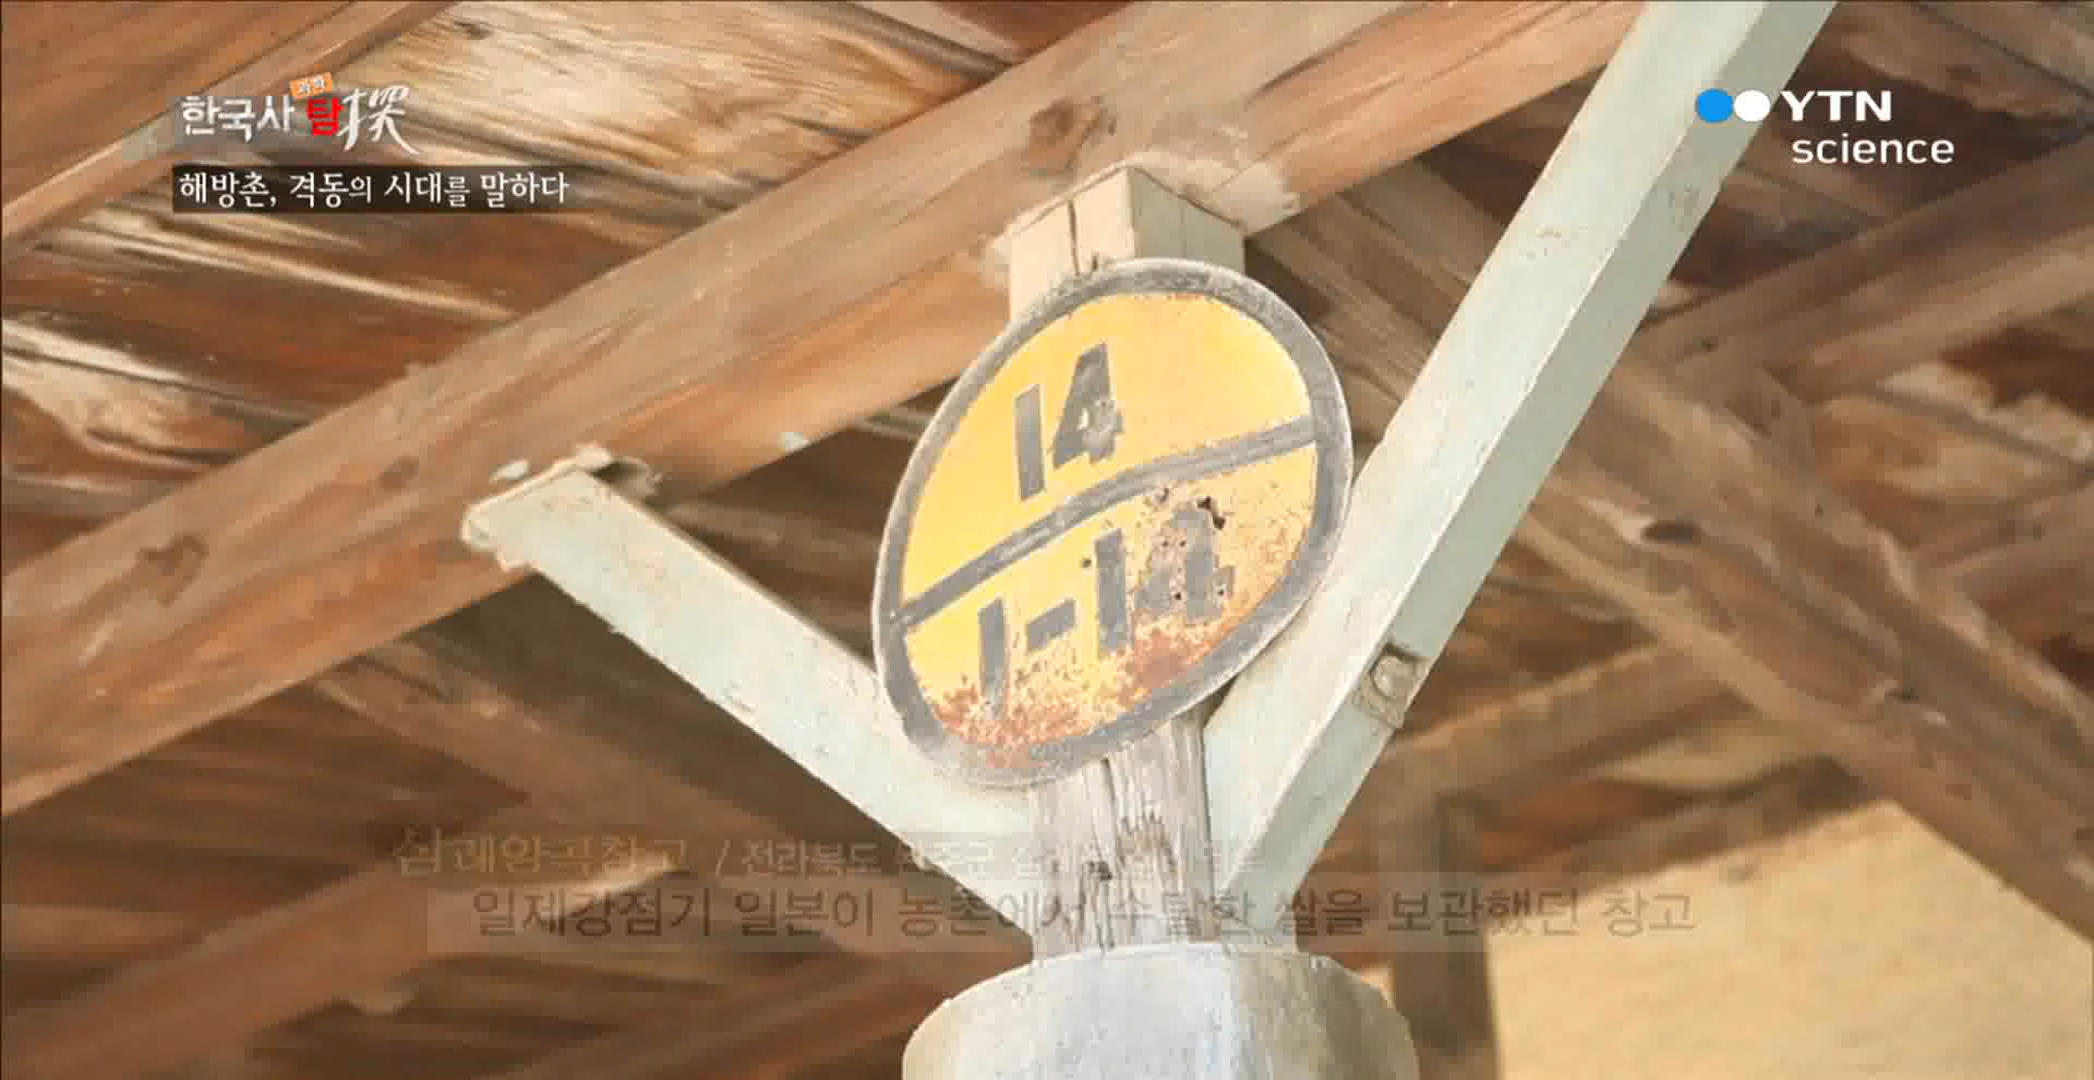 과학
한국사 탐探
해방촌, 격동의 시대를 말하다
YTN
science
14
1-14
삼례양곡창고 / 전라북도
일제강점기 일본이 농촌에서 수탈한 쌀을 보관했던 창고